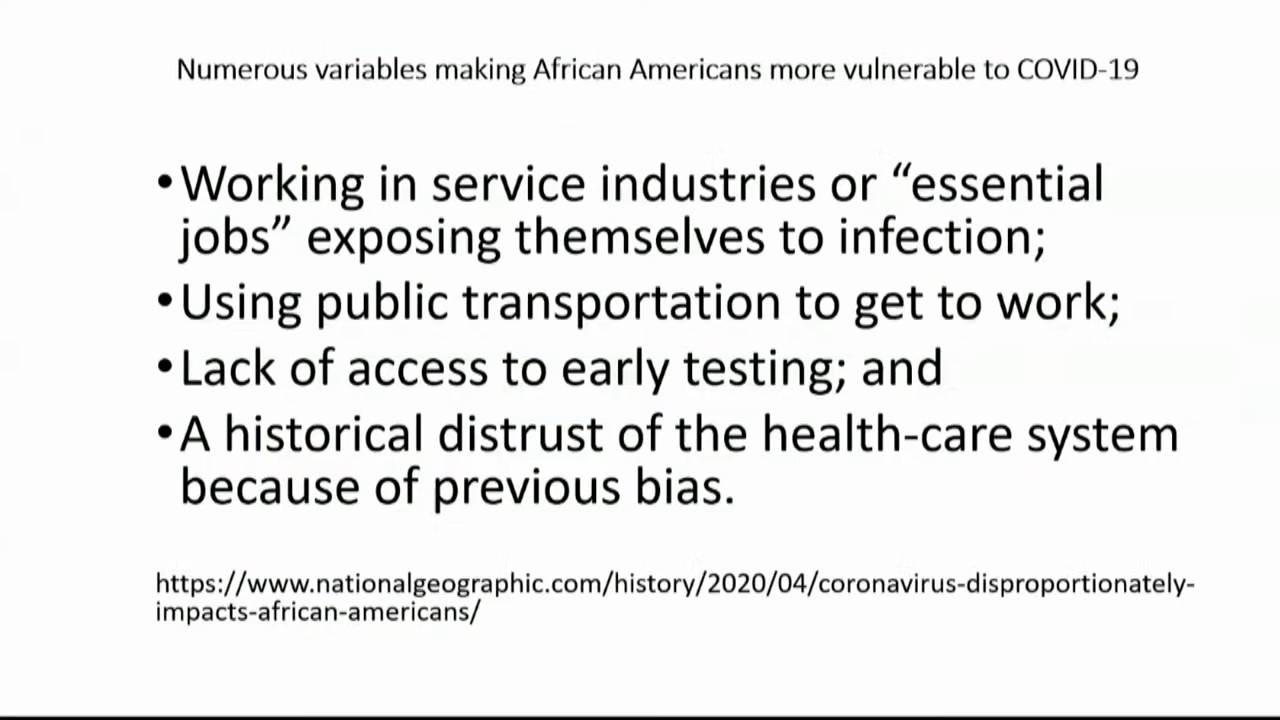 Numerous variables making African Americans more vulnerable to COVID-19
•Working in service industries or “essential
jobs” exposing themselves to infection;
•Using public transportation to get to work;
•Lack of access to early testing; and
•A historical distrust of the health-care system
because of previous bias.
https://www.nationalgeographic.com/history/2020/04/coronavirus-disproportionately-
impacts-african-americans/